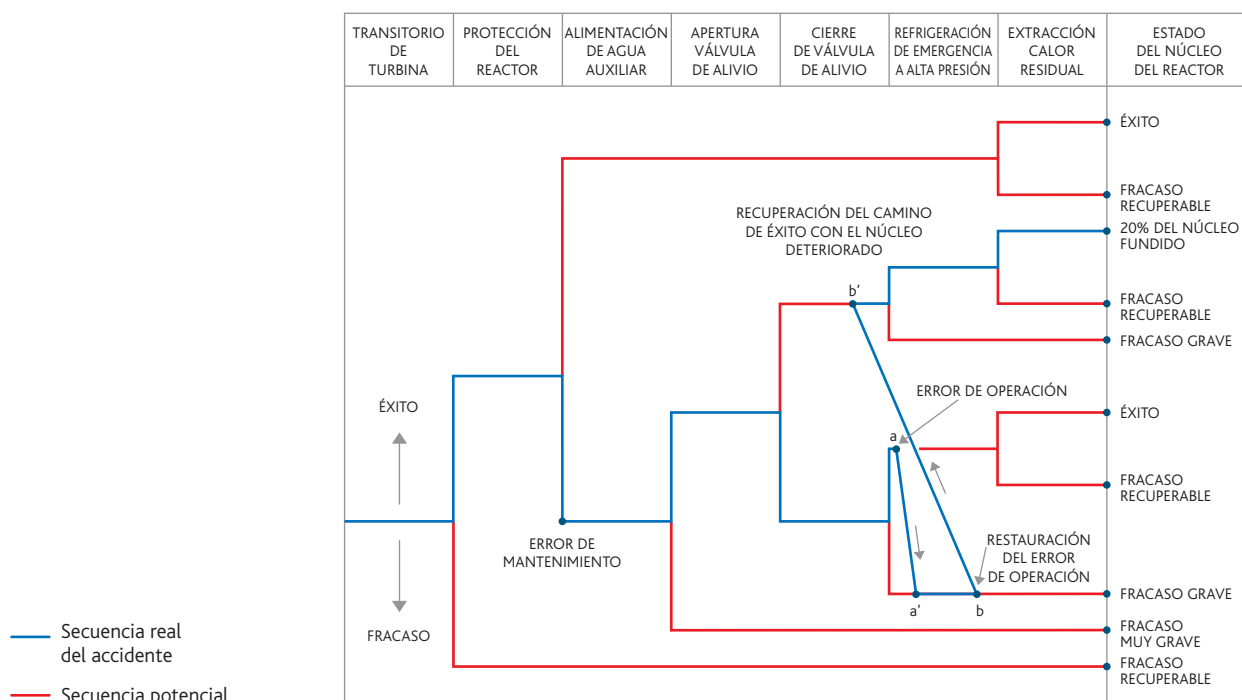 TRANSITORIO
DE
TURBINA
PROTECCIÓN
DEL
REACTOR
ALIMENTACIÓN
DE AGUA
AUXILIAR
APERTURA
VÁLVULA
DE ALIVIO
CIERRE
DE VÁLVULA
DE ALIVIO
REFRIGERACIÓN
DE EMERGENCIA
A ALTA PRESIÓN
EXTRACCIÓN
CALOR
RESIDUAL
ESTADO
DEL NÚCLEO
DEL REACTOR
ÉXITO
FRACASO
RECUPERABLE
RECUPERACIÓN DEL CAMINO
DE ÉXITO CON EL NÚCLEO
DETERIORADO
20% DEL NÚCLEO
FUNDIDO
b'
FRACASO
RECUPERABLE
FRACASO GRAVE
ERROR DE OPERACIÓN
ÉXITO
ÉXITO
a
FRACASO
RECUPERABLE
ERROR DE
MANTENIMIENTO
RESTAURACIÓN
DEL ERROR
DE OPERACIÓN
FRACASO GRAVE
a'
b
FRACASO
FRACASO
MUY GRAVE
FRACASO
RECUPERABLE
Secuencia real
del accidente
Secuencia potencial